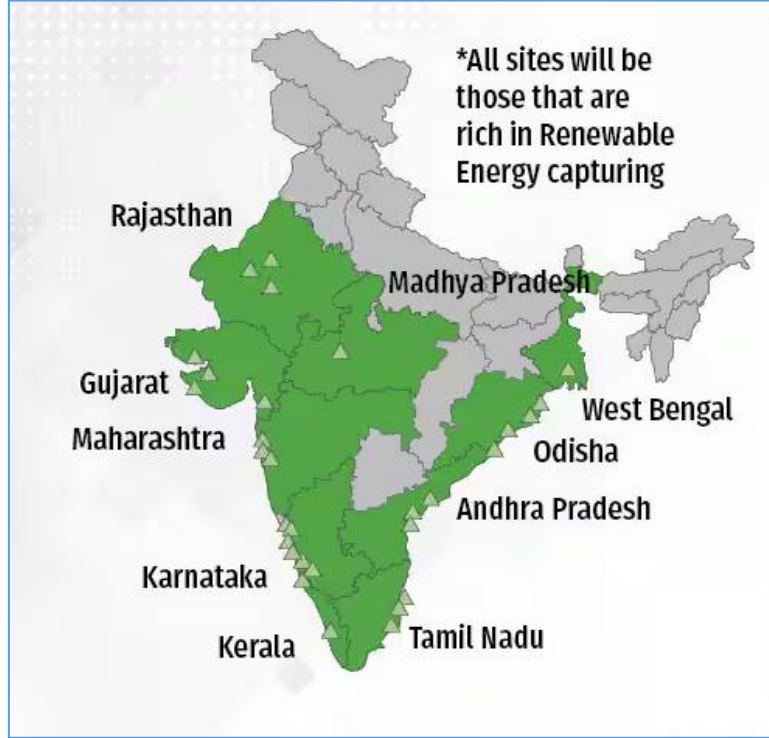 *All sites will be
those that are
rich in Renewable
Energy capturing
Rajasthan
Madhya Pradesh
Gujarat
West Bengal
Maharashtra
Odisha
Andhra Pradesh
Karnataka
Kerala
Tamil Nadu